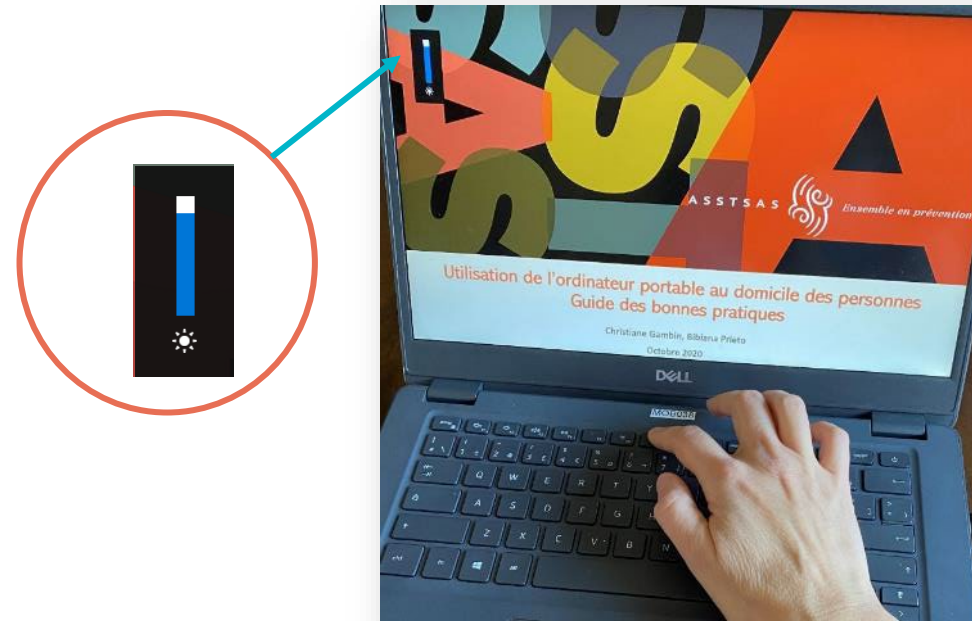 ASSTSAS
Ensemble en prévention
Utilisation de l'ordinateur portable au domicile des personnes
Guide des bonnes pratiques
Christiane Gambin, Bibiana Prieto
Octobre 2020
DELL
Q W E R T Y
A S D F G
Z X C V B N